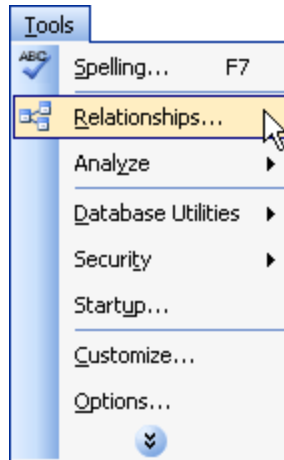 Tools
ABC
Spelling... F7
Relationships...
Analyze
Database Utilities
Security
Startup...
Customize...
Options...